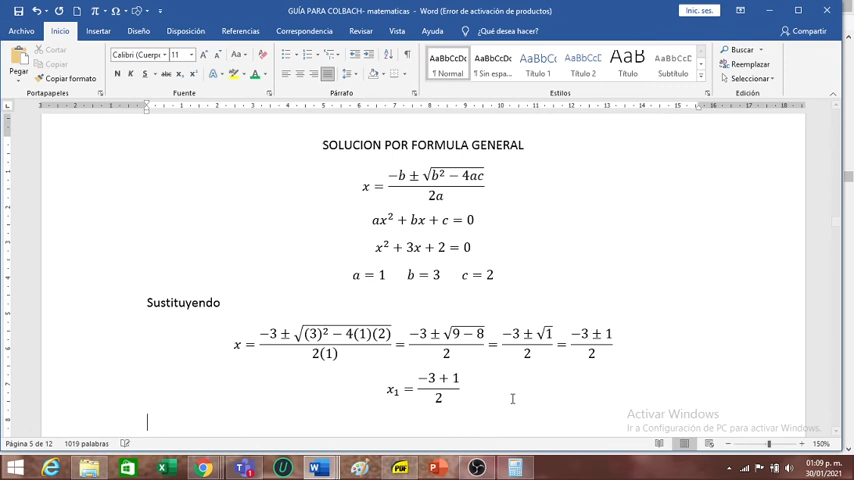 GUÍA PARA COLBACH- matematicas - Word (Error de activación de productos)
Inic. ses.
Archivo Inicio Insertar Diseño Disposición Referencias Correspondencia Revisar Vista Ayuda ¿Qué desea hacer? Compartir
Pegar
Cortar
Copiar
Copiar formato
Portapapeles
Calibri (Cuerp 11
N K S abc x₂ x²
Fuente
Párrafo
AaBbCcDc AaBbCcDc AaBbCc AaBbCcD AaB AaBbCcD
¶ Normal ¶ Sin espa... Título 1 Título 2 Título Subtítulo
Estilos
Buscar
Reemplazar
Seleccionar
Edición
SOLUCION POR FORMULA GENERAL
x = (-b ± √(b² − 4ac)) / 2a
ax² + bx + c = 0
x² + 3x + 2 = 0
a = 1 b = 3 c = 2
Sustituyendo
x = (−3 ± √((3)² − 4(1)(2))) / 2(1) = (−3 ± √(9 − 8)) / 2 = (−3 ± √1) / 2 = (−3 ± 1) / 2
x₁ = (−3 + 1) / 2
Activar Windows
Ir a Configuración de PC para activar Windows.
Página 5 de 12 1019 palabras 150%
01:09 p. m.
30/01/2021